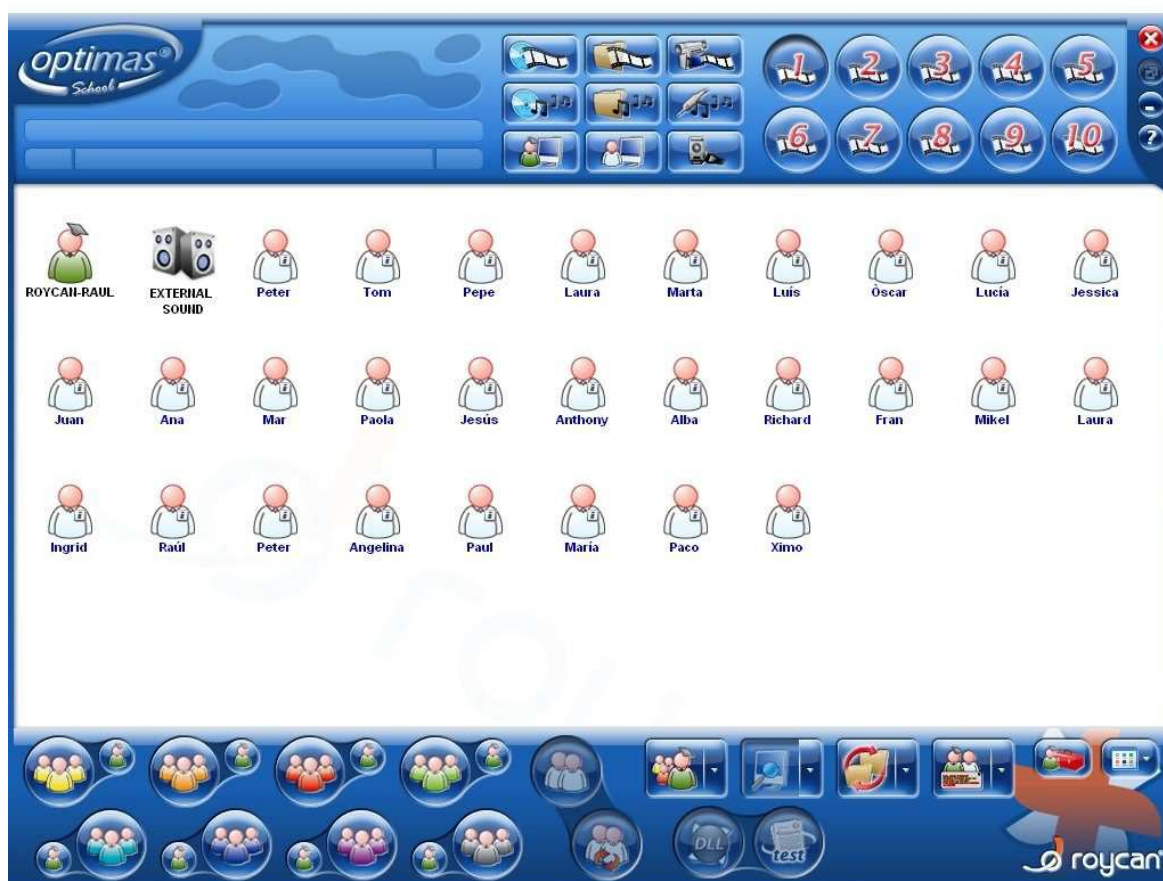 optimas®
School
1 2 3 4 5
6 7 8 9 10
?
ROYCAN-RAUL
EXTERNAL
SOUND
Peter
Tom
Pepe
Laura
Marta
Luís
Òscar
Lucía
Jessica
Juan
Ana
Mar
Paola
Jesús
Anthony
Alba
Richard
Fran
Mikel
Laura
Ingrid
Raúl
Peter
Angelina
Paul
María
Paco
Ximo
DLL
test
roycan